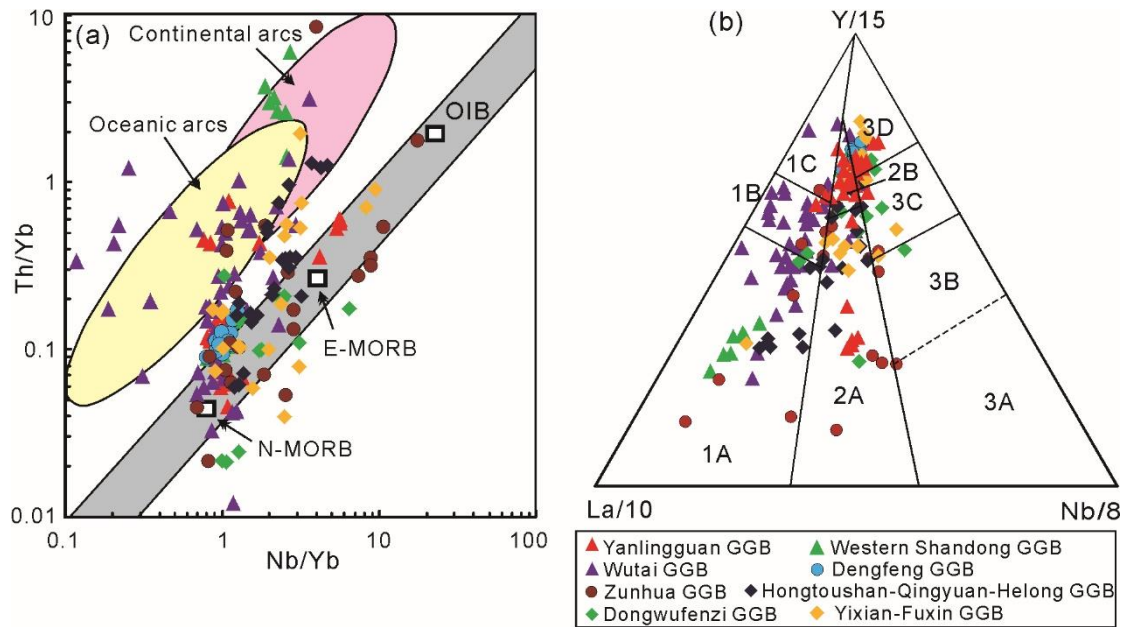 (a)
Continental arcs
Oceanic arcs
OIB
E-MORB
N-MORB
10
1
0.1
0.01
Th/Yb
0.1
1
10
100
Nb/Yb
(b)
Y/15
3D
1C
2B
1B
3C
3B
2A
3A
1A
La/10
Nb/8
Yanlingguan GGB
Western Shandong GGB
Wutai GGB
Dengfeng GGB
Zunhua GGB
Hongtoushan-Qingyuan-Helong GGB
Dongwufenzi GGB
Yixian-Fuxin GGB